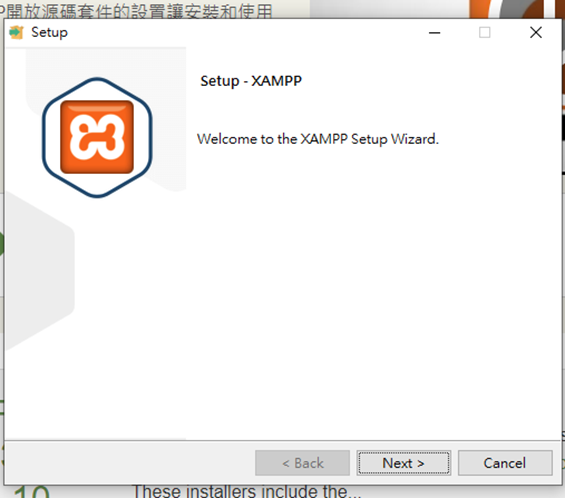 P開放源碼套件的設置讓安裝和使用
Setup
Setup - XAMPP
Welcome to the XAMPP Setup Wizard.
< Back
Next >
Cancel
10
These installers include the...